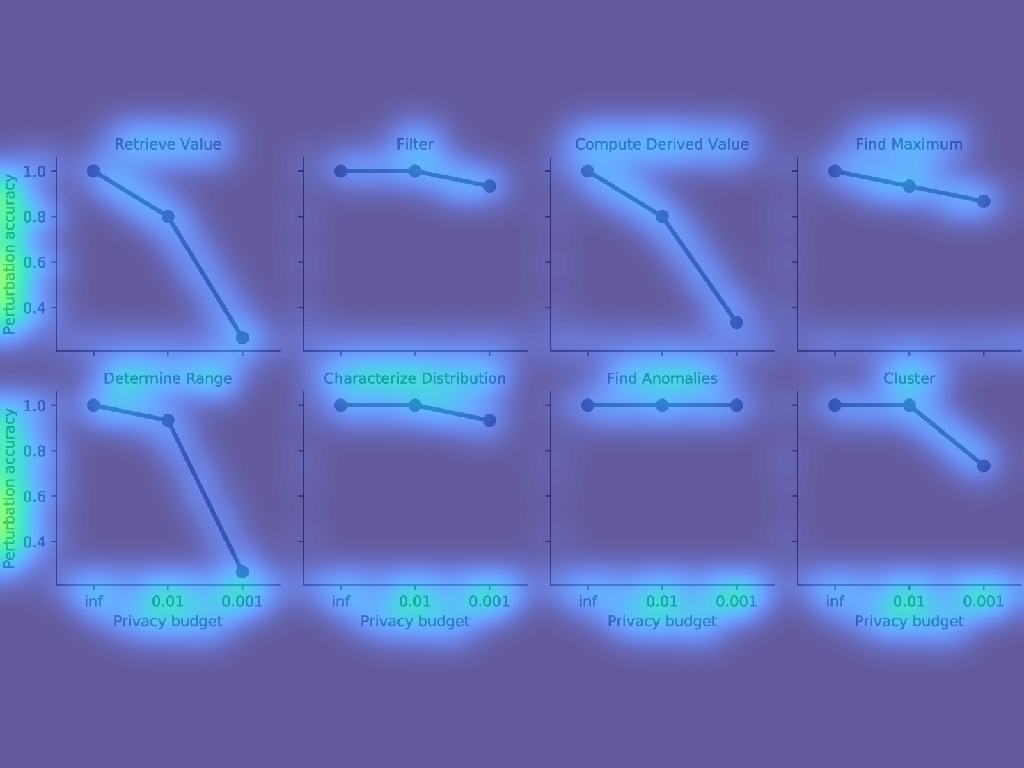 Retrieve Value
Filter
Compute Derived Value
Find Maximum
Perturbation accuracy
1.0
0.8
0.6
0.4
Determine Range
Characterize Distribution
Find Anomalies
Cluster
Perturbation accuracy
1.0
0.8
0.6
0.4
inf 0.01 0.001
Privacy budget
inf 0.01 0.001
Privacy budget
inf 0.01 0.001
Privacy budget
inf 0.01 0.001
Privacy budget